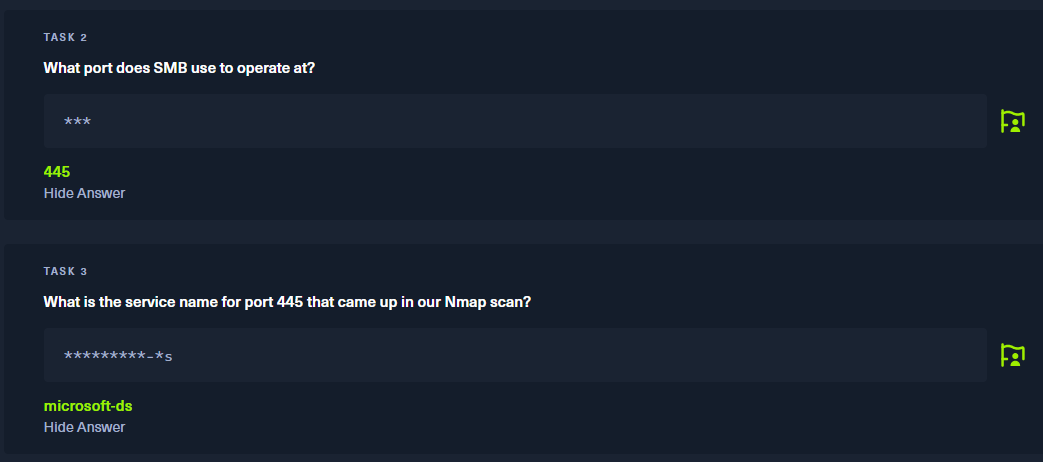 TASK 2
What port does SMB use to operate at?
***
445
Hide Answer
TASK 3
What is the service name for port 445 that came up in our Nmap scan?
*********-*s
microsoft-ds
Hide Answer